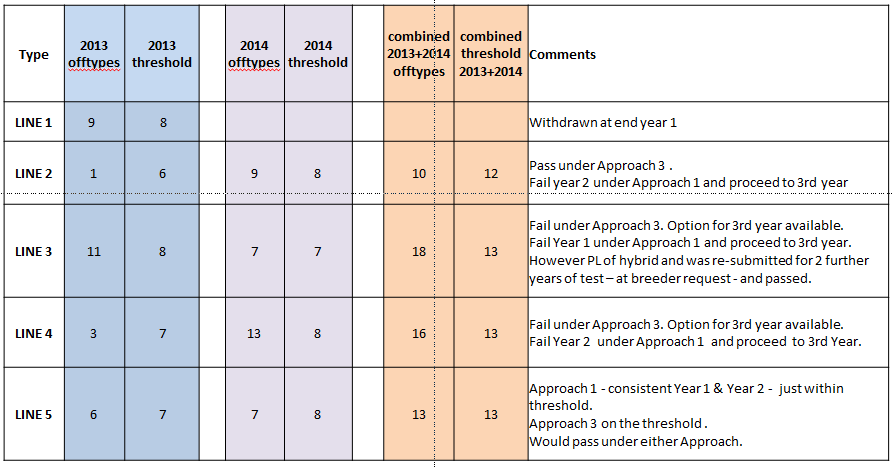 Type
2013 offtypes
2013 threshold
2014 offtypes
2014 threshold
combined 2013+2014 offtypes
combined threshold 2013+2014
Comments
LINE 1
9
8
Withdrawn at end year 1
LINE 2
1
6
9
8
10
12
Pass under Approach 3 .
Fail year 2 under Approach 1 and proceed to 3rd year
LINE 3
11
8
7
7
18
13
Fail under Approach 3. Option for 3rd year available.
Fail Year 1 under Approach 1 and proceed to 3rd year.
However PL of hybrid and was re-submitted for 2 further
years of test – at breeder request - and passed.
LINE 4
3
7
13
8
16
13
Fail under Approach 3. Option for 3rd year available.
Fail Year 2 under Approach 1 and proceed to 3rd Year.
LINE 5
6
7
7
8
13
13
Approach 1 - consistent Year 1 & Year 2 - just within
threshold.
Approach 3 on the threshold .
Would pass under either Approach.